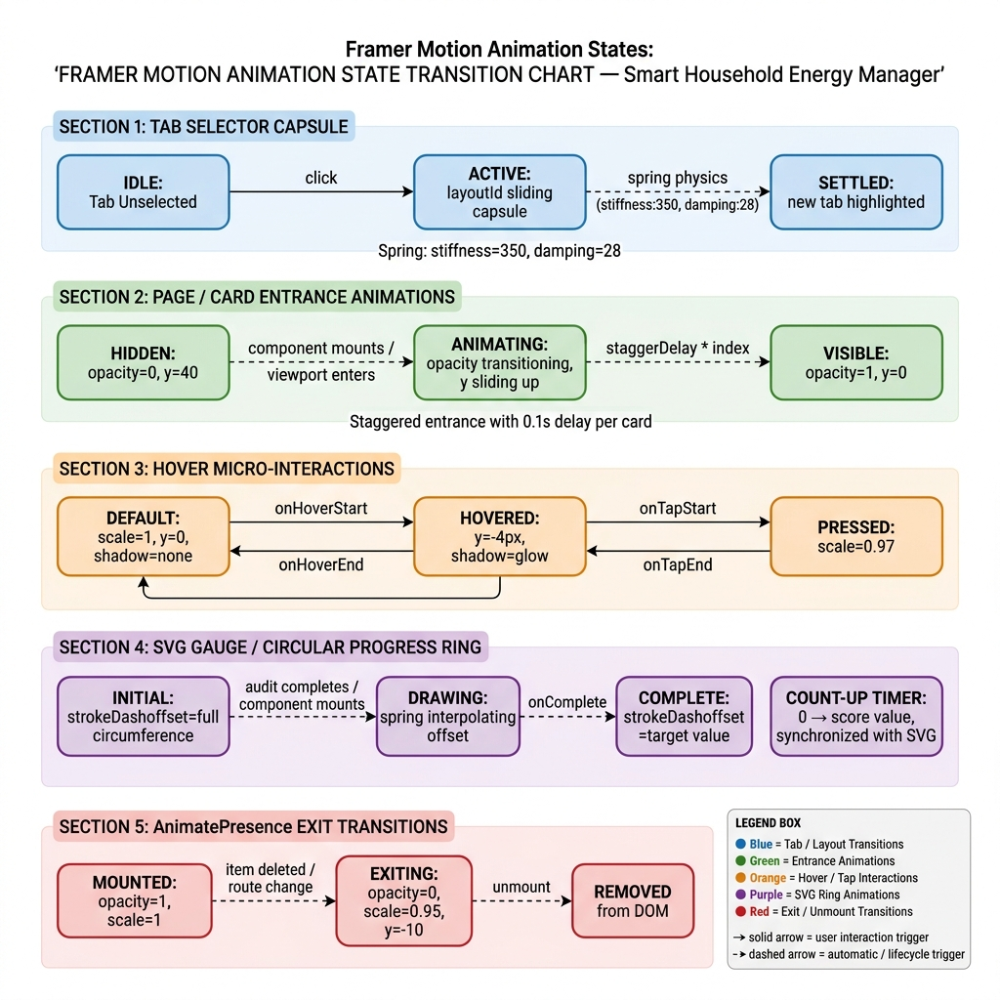 Framer Motion Animation States:
‘FRAMER MOTION ANIMATION STATE TRANSITION CHART — Smart Household Energy Manager’
SECTION 1: TAB SELECTOR CAPSULE
IDLE:
Tab Unselected
click
ACTIVE:
layoutId sliding
capsule
spring physics
(stiffness:350, damping:28)
SETTLED:
new tab highlighted
Spring: stiffness=350, damping=28
SECTION 2: PAGE / CARD ENTRANCE ANIMATIONS
HIDDEN:
opacity=0, y=40
component mounts /
viewport enters
ANIMATING:
opacity transitioning,
y sliding up
staggerDelay * index
VISIBLE:
opacity=1, y=0
Staggered entrance with 0.1s delay per card
SECTION 3: HOVER MICRO-INTERACTIONS
DEFAULT:
scale=1, y=0,
shadow=none
onHoverStart
onHoverEnd
HOVERED:
y=-4px,
shadow=glow
onTapStart
onTapEnd
PRESSED:
scale=0.97
SECTION 4: SVG GAUGE / CIRCULAR PROGRESS RING
INITIAL:
strokeDashoffset=full
circumference
audit completes /
component mounts
DRAWING:
spring interpolating
offset
onComplete
COMPLETE:
strokeDashoffset
=target value
COUNT-UP TIMER:
0 → score value,
synchronized with SVG
SECTION 5: AnimatePresence EXIT TRANSITIONS
MOUNTED:
opacity=1,
scale=1
item deleted /
route change
EXITING:
opacity=0,
scale=0.95,
y=-10
unmount
REMOVED
from DOM
LEGEND BOX
Blue = Tab / Layout Transitions
Green = Entrance Animations
Orange = Hover / Tap Interactions
Purple = SVG Ring Animations
Red = Exit / Unmount Transitions
solid arrow = user interaction trigger
dashed arrow = automatic / lifecycle trigger